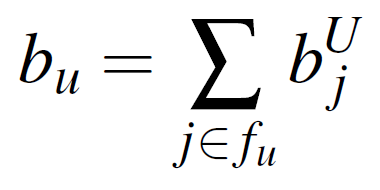 b_u = \sum_{j \in f_u} b_j^U